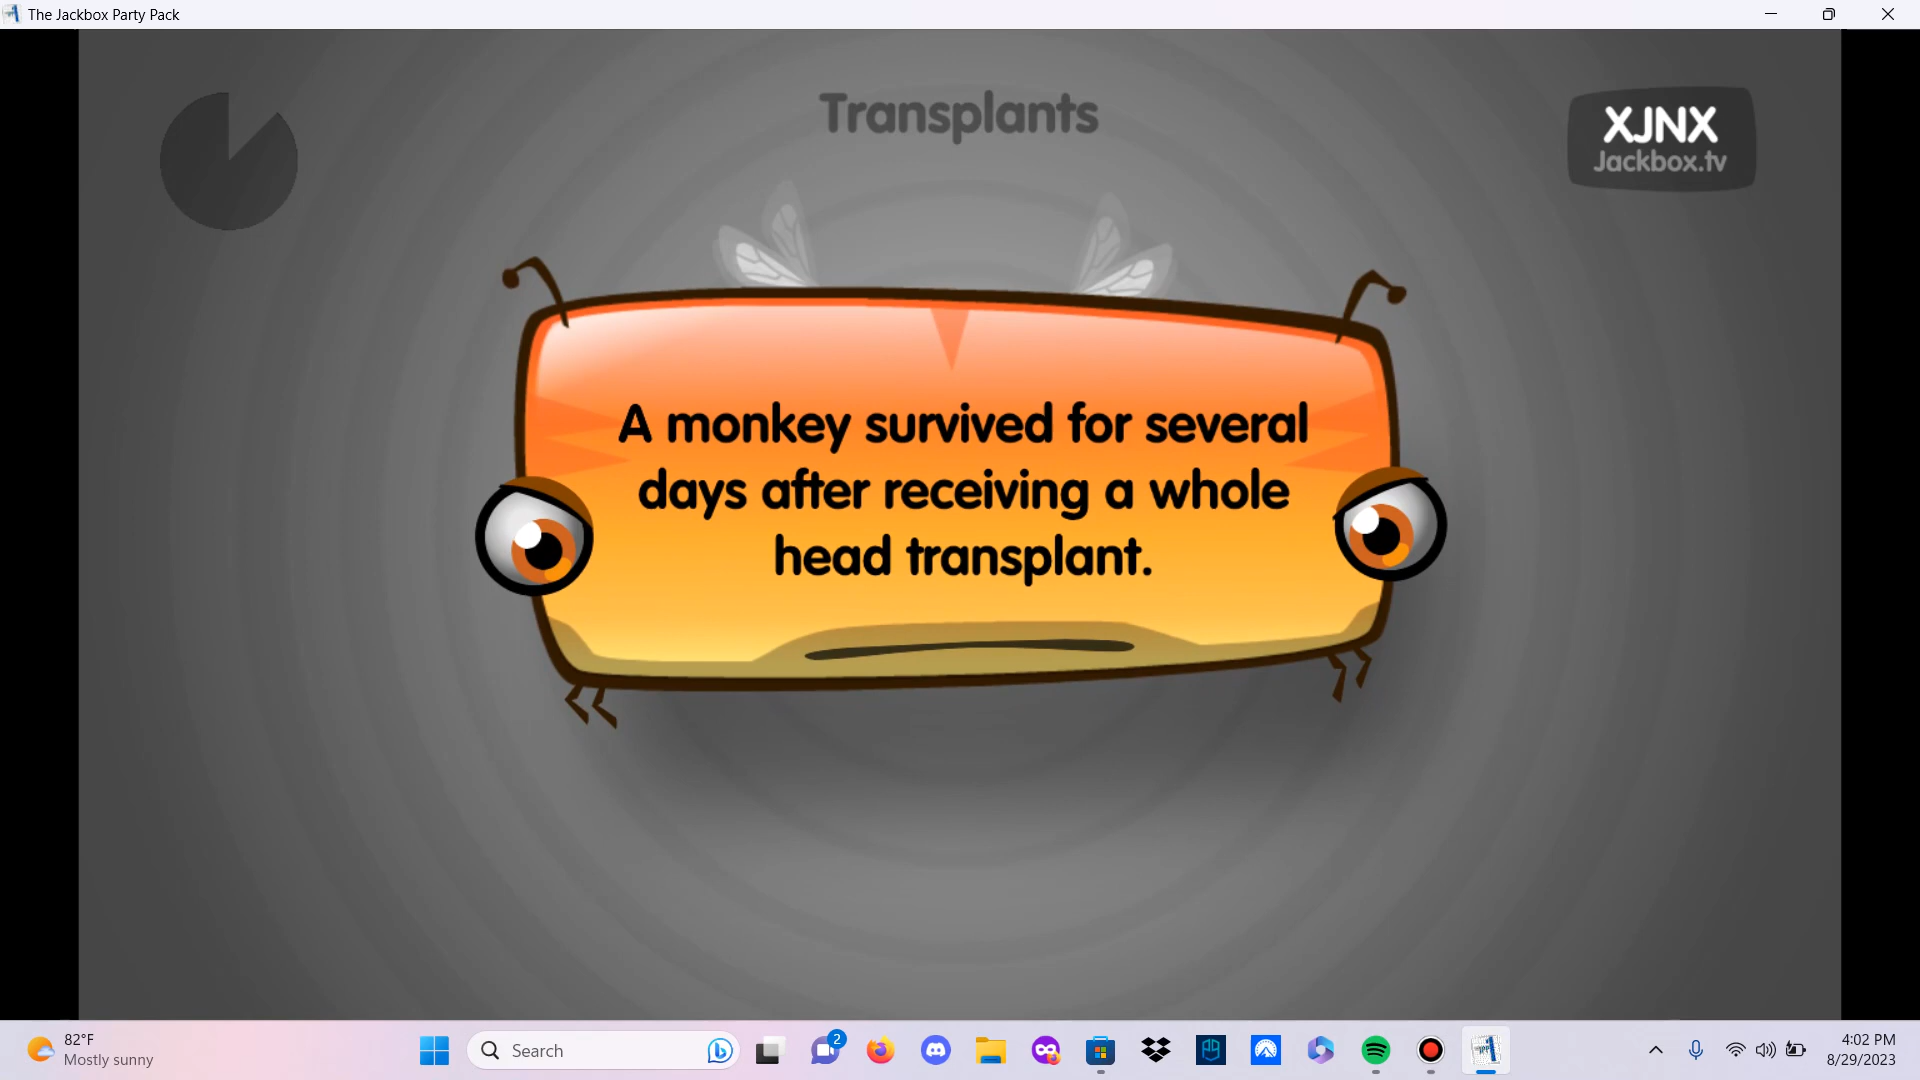 The Jackbox Party Pack
Transplants
XJNX
Jackbox.tv
A monkey survived for several
days after receiving a whole
head transplant.
82°F
Mostly sunny
Search
2
4:02 PM
8/29/2023